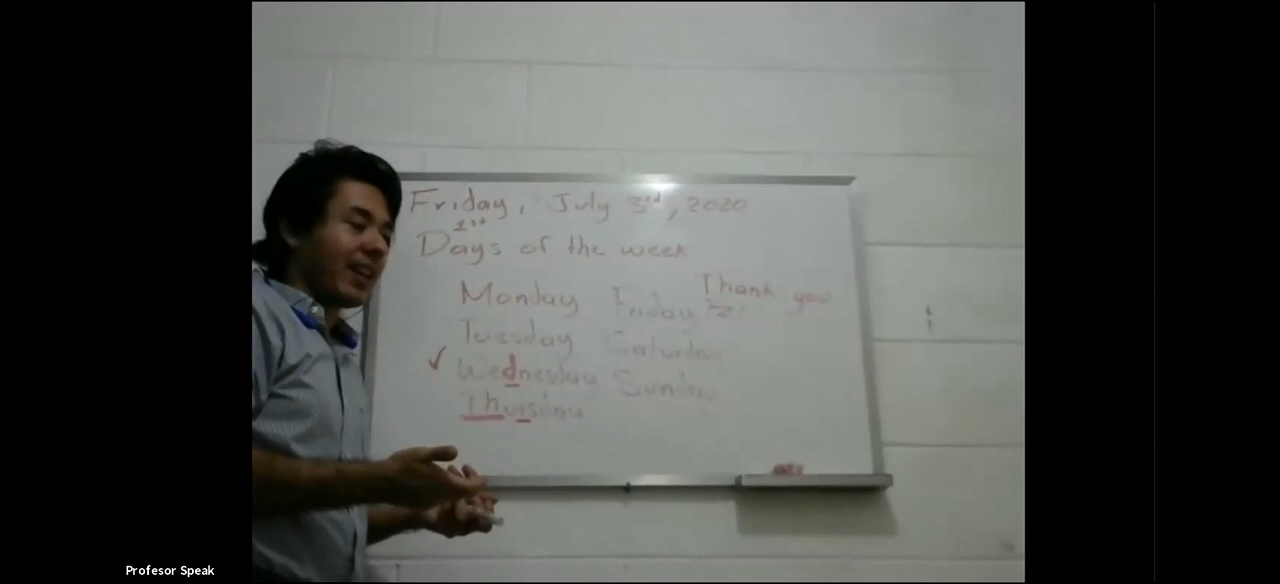 Friday, July 3rd, 2020
1st
Days of the week
Monday Friday Thank you
Tuesday Saturday
✓ Wednesday Sunday
Thursday
Profesor Speak